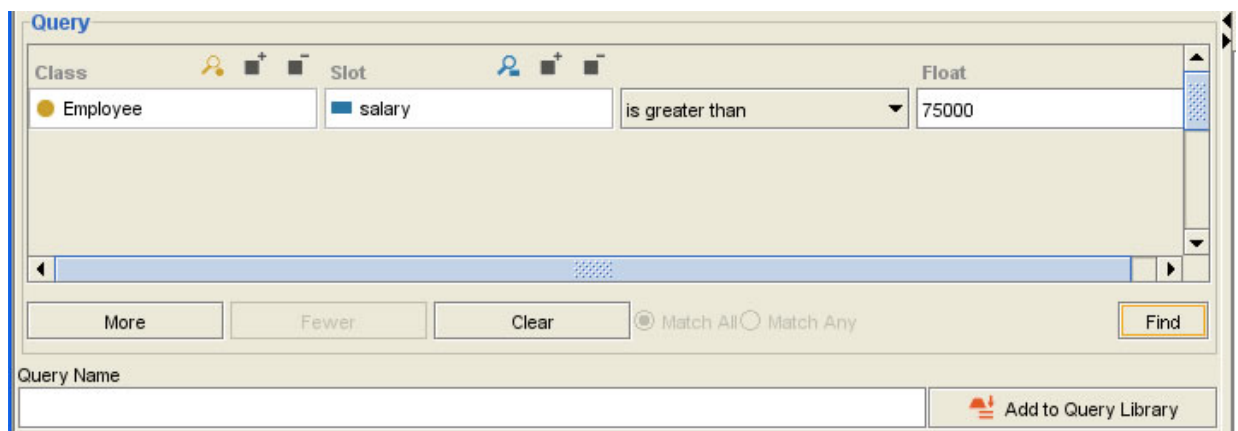 Query
Class Slot Float
Employee salary is greater than 75000
More Fewer Clear Match All Match Any Find
Query Name
Add to Query Library